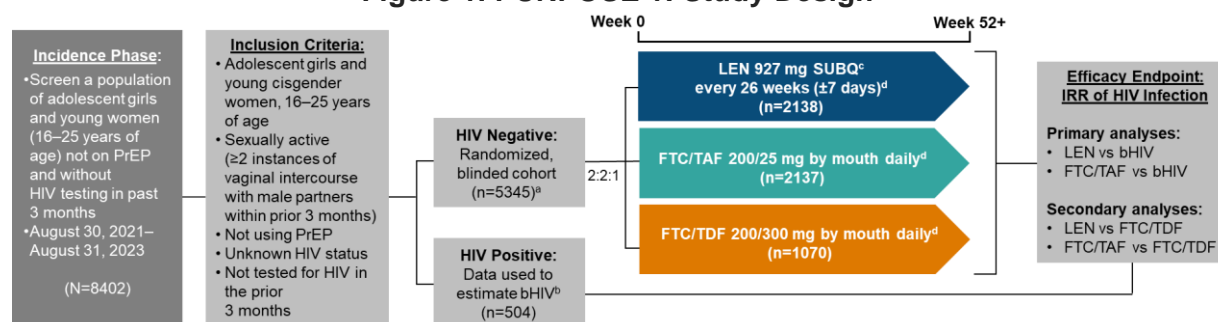 Figure 1. PURPOSE 1: Study Design
Incidence Phase:
•Screen a population
of adolescent girls
and young women
(16–25 years of
age) not on PrEP
and without
HIV testing in past
3 months
•August 30, 2021–
August 31, 2023
(N=8402)
Inclusion Criteria:
• Adolescent girls and
young cisgender
women, 16–25 years
of age
• Sexually active
(≥2 instances of
vaginal intercourse
with male partners
within prior 3 months)
• Not using PrEP
• Unknown HIV status
• Not tested for HIV in
the prior
3 months
HIV Negative:
Randomized,
blinded cohort
(n=5345)a
HIV Positive:
Data used to
estimate bHIVb
(n=504)
2:2:1
Week 0
Week 52+
LEN 927 mg SUBQc
every 26 weeks (±7 days)d
(n=2138)
FTC/TAF 200/25 mg by mouth dailyd
(n=2137)
FTC/TDF 200/300 mg by mouth dailyd
(n=1070)
Efficacy Endpoint:
IRR of HIV Infection
Primary analyses:
• LEN vs bHIV
• FTC/TAF vs bHIV
Secondary analyses:
• LEN vs FTC/TDF
• FTC/TAF vs FTC/TDF